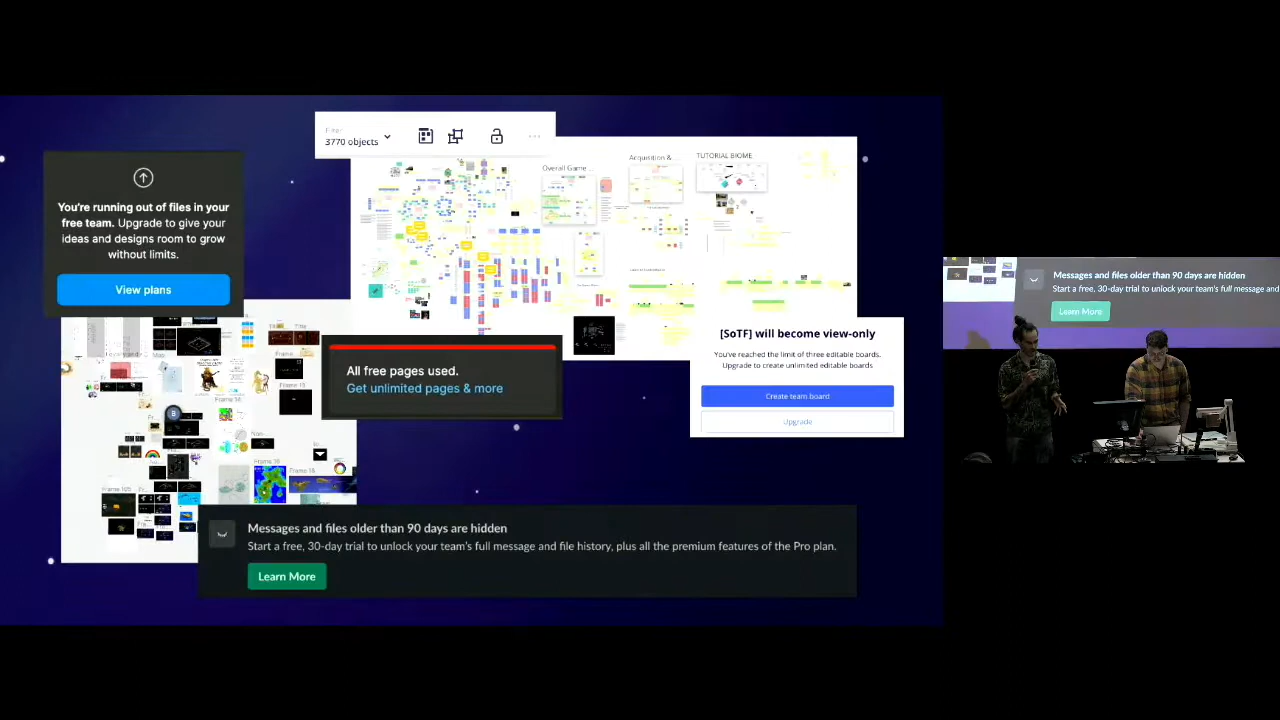 Filter
3770 objects
You're running out of files in your
free team. Upgrade to give your
ideas and designs room to grow
without limits.
View plans
Overall Game...
Acquisition &...
TUTORIAL BIOME
[SoTF] will become view-only
You've reached the limit of three editable boards.
Upgrade to create unlimited editable boards
Create team board
Upgrade
All free pages used.
Get unlimited pages & more
Frame 18
Messages and files older than 90 days are hidden
Start a free, 30-day trial to unlock your team's full message and file history, plus all the premium features of the Pro plan.
Learn More
Messages and files older than 90 days are hidden
Start a free, 30-day trial to unlock your team's full message and
Learn More